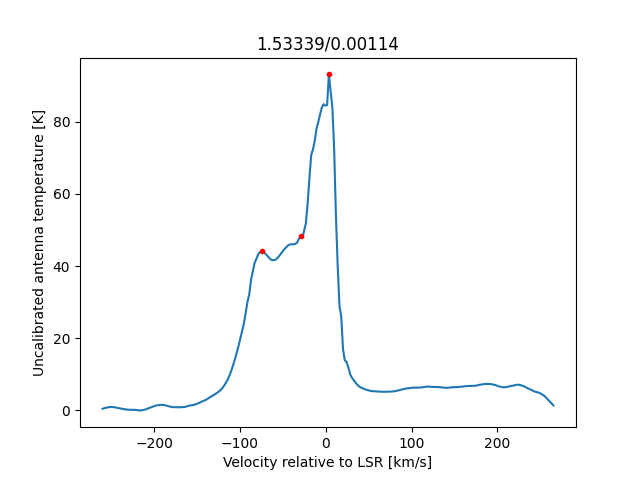 1.53339/0.00114
Uncalibrated antenna temperature [K]
80
60
40
20
0
−200 −100 0 100 200
Velocity relative to LSR [km/s]